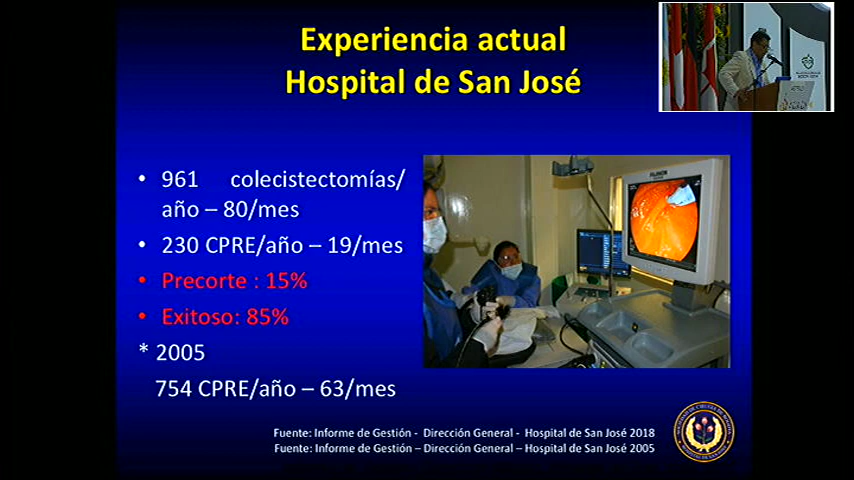 Experiencia actual
Hospital de San José
• 961 colecistectomías/
año – 80/mes
• 230 CPRE/año – 19/mes
• Precorte : 15%
• Exitoso: 85%
* 2005
754 CPRE/año – 63/mes
Fuente: Informe de Gestión - Dirección General - Hospital de San José 2018
Fuente: Informe de Gestión – Dirección General – Hospital de San José 2005